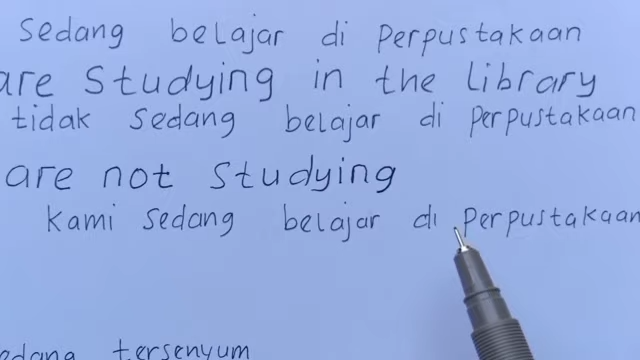 sedang belajar di perpustakaan
are studying in the library
tidak sedang belajar di perpustakaan
are not studying
kami sedang belajar di perpustakaan
sedang tersenyum